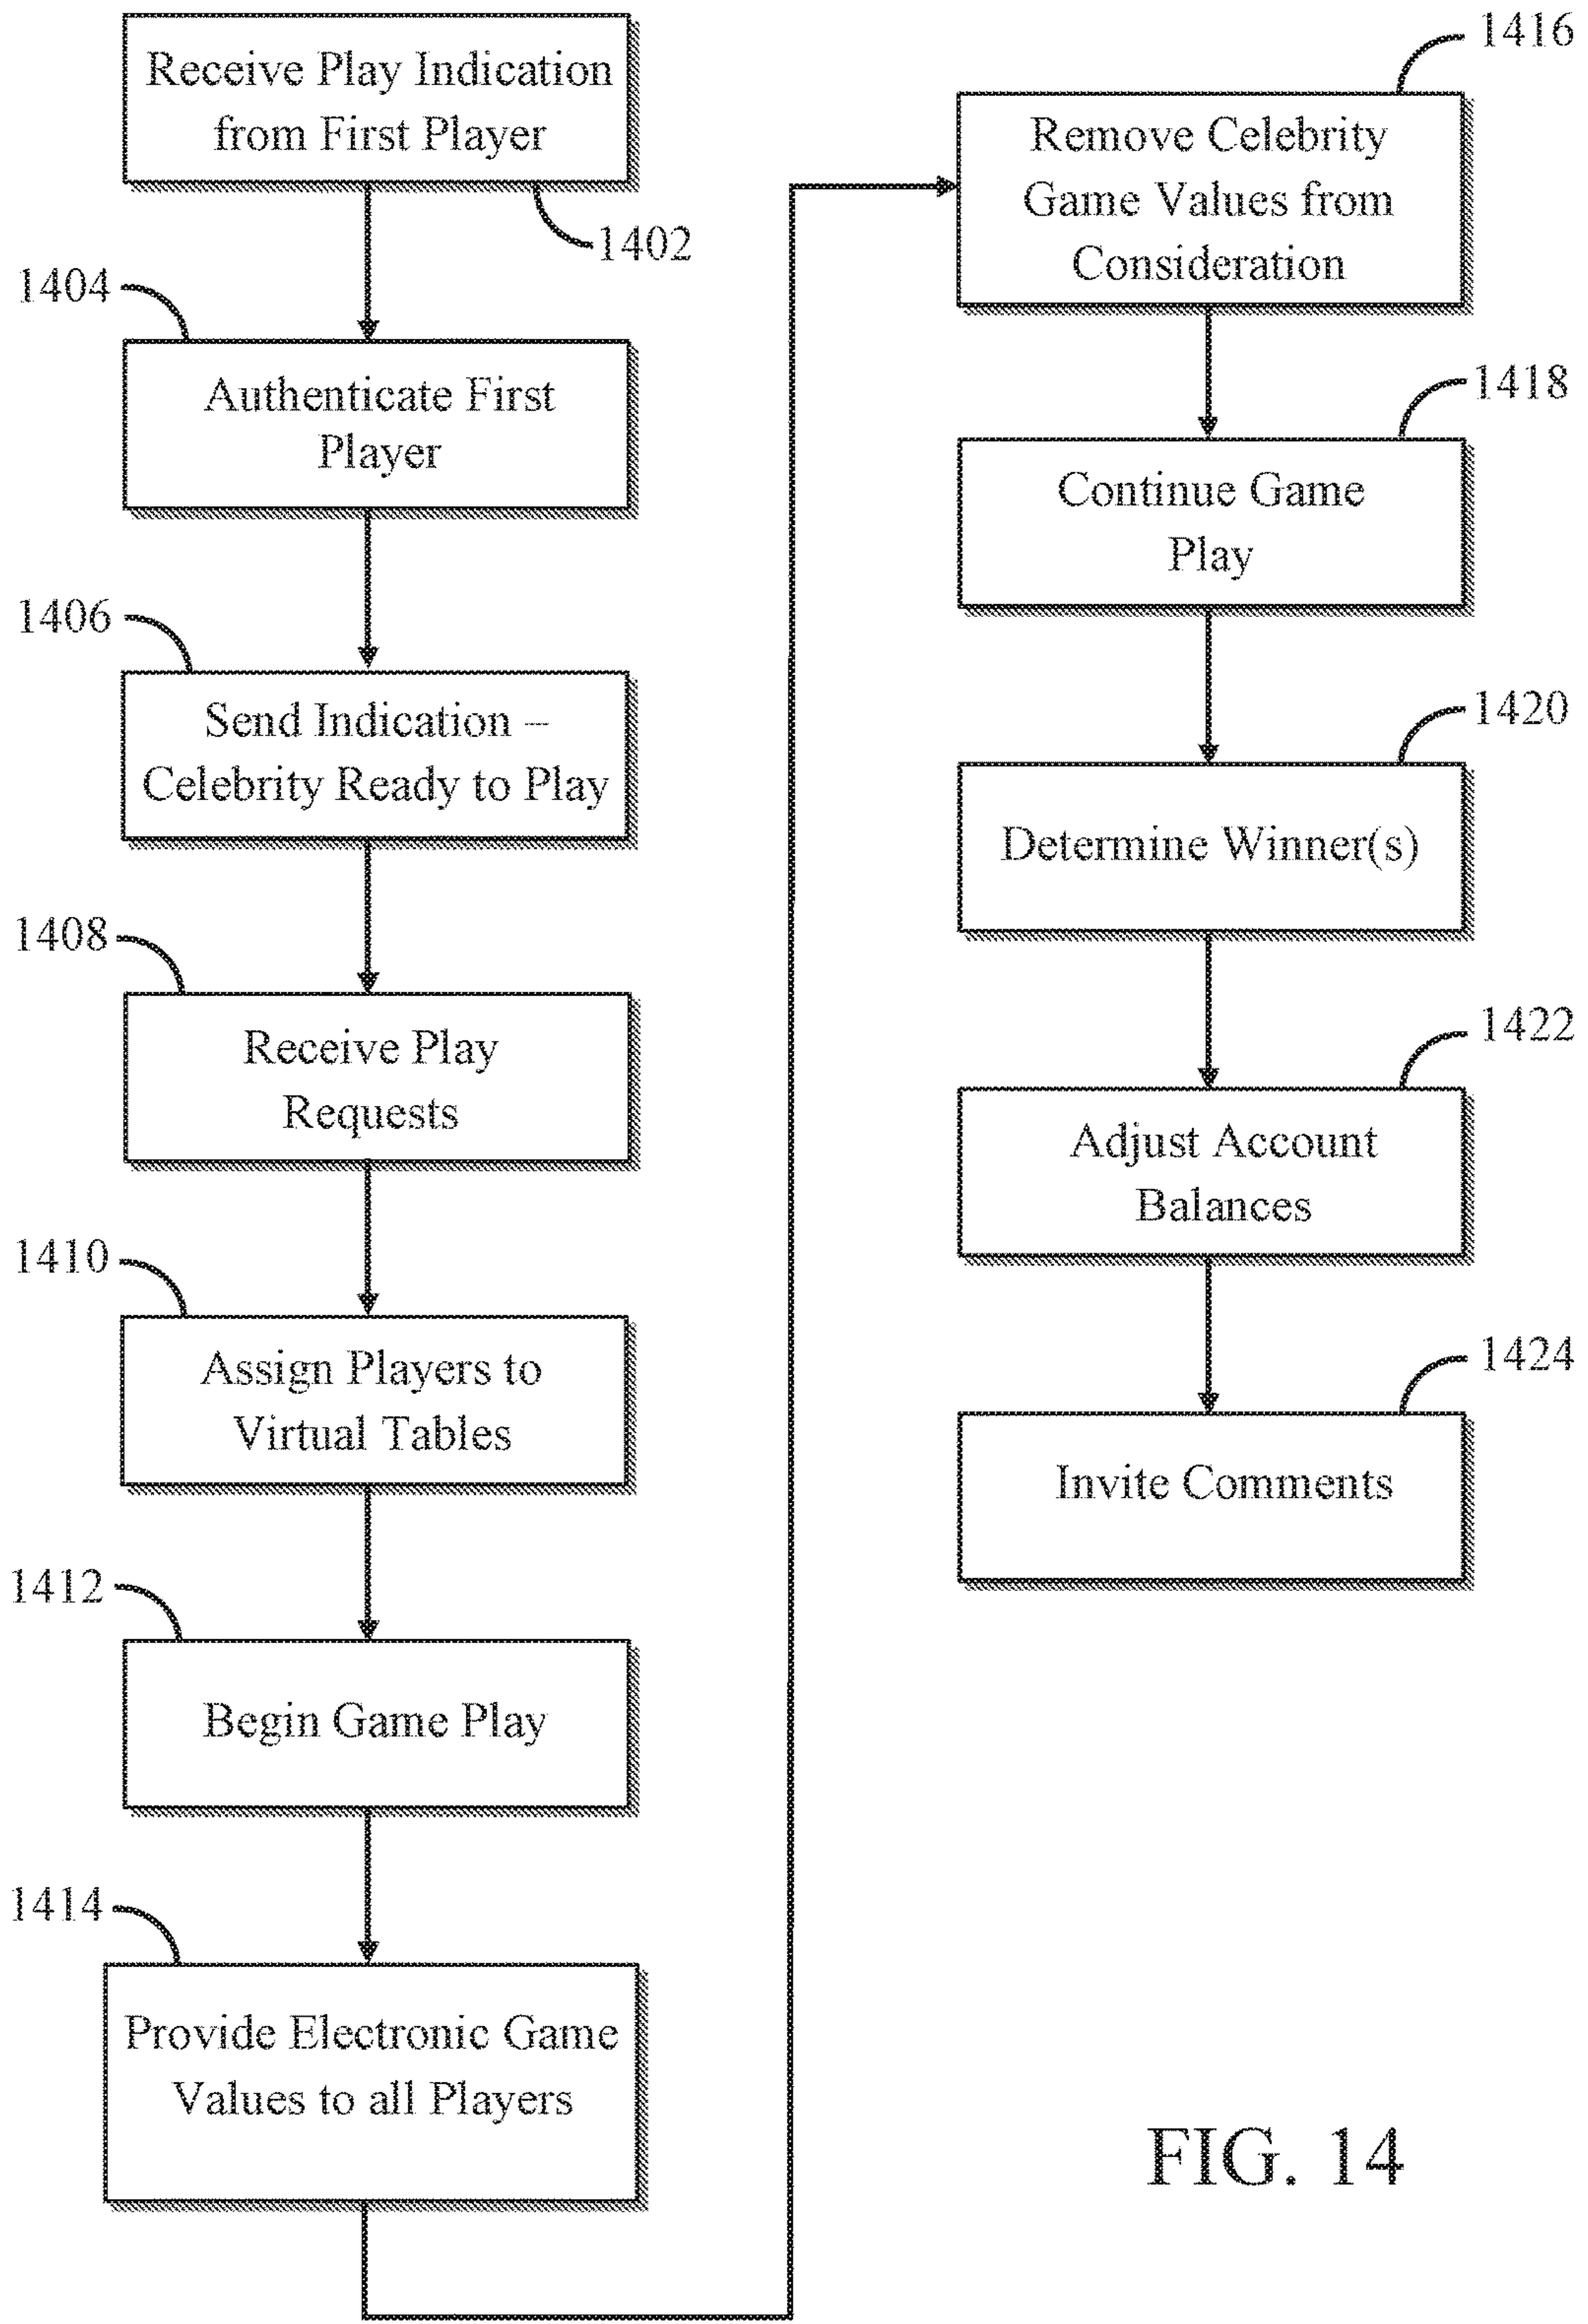 Receive Play Indication
from First Player
1402
1404
Authenticate First
Player
1406
Send Indication –
Celebrity Ready to Play
1408
Receive Play
Requests
1410
Assign Players to
Virtual Tables
1412
Begin Game Play
1414
Provide Electronic Game
Values to all Players
1416
Remove Celebrity
Game Values from
Consideration
1418
Continue Game
Play
1420
Determine Winner(s)
1422
Adjust Account
Balances
1424
Invite Comments
FIG. 14